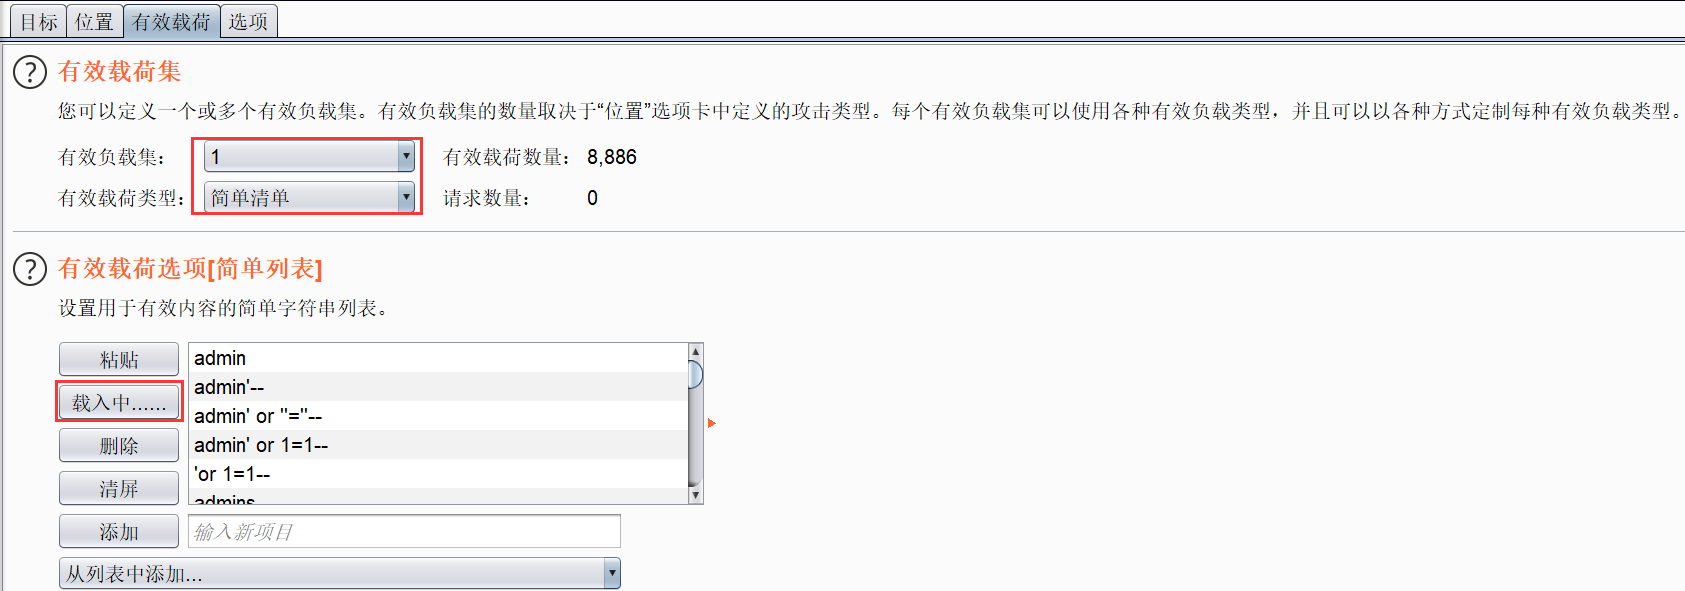 目标 位置 有效载荷 选项
? 有效载荷集
您可以定义一个或多个有效负载集。有效负载集的数量取决于“位置”选项卡中定义的攻击类型。每个有效负载集可以使用各种有效负载类型，并且可以以各种方式定制每种有效负载类型。
有效负载集： 1 有效载荷数量： 8,886
有效载荷类型： 简单清单 请求数量： 0
? 有效载荷选项[简单列表]
设置用于有效内容的简单字符串列表。
粘贴 admin
admin'--
载入中...... admin' or ''=''--
删除 admin' or 1=1--
'or 1=1--
清屏 admins
添加 输入新项目
从列表中添加...